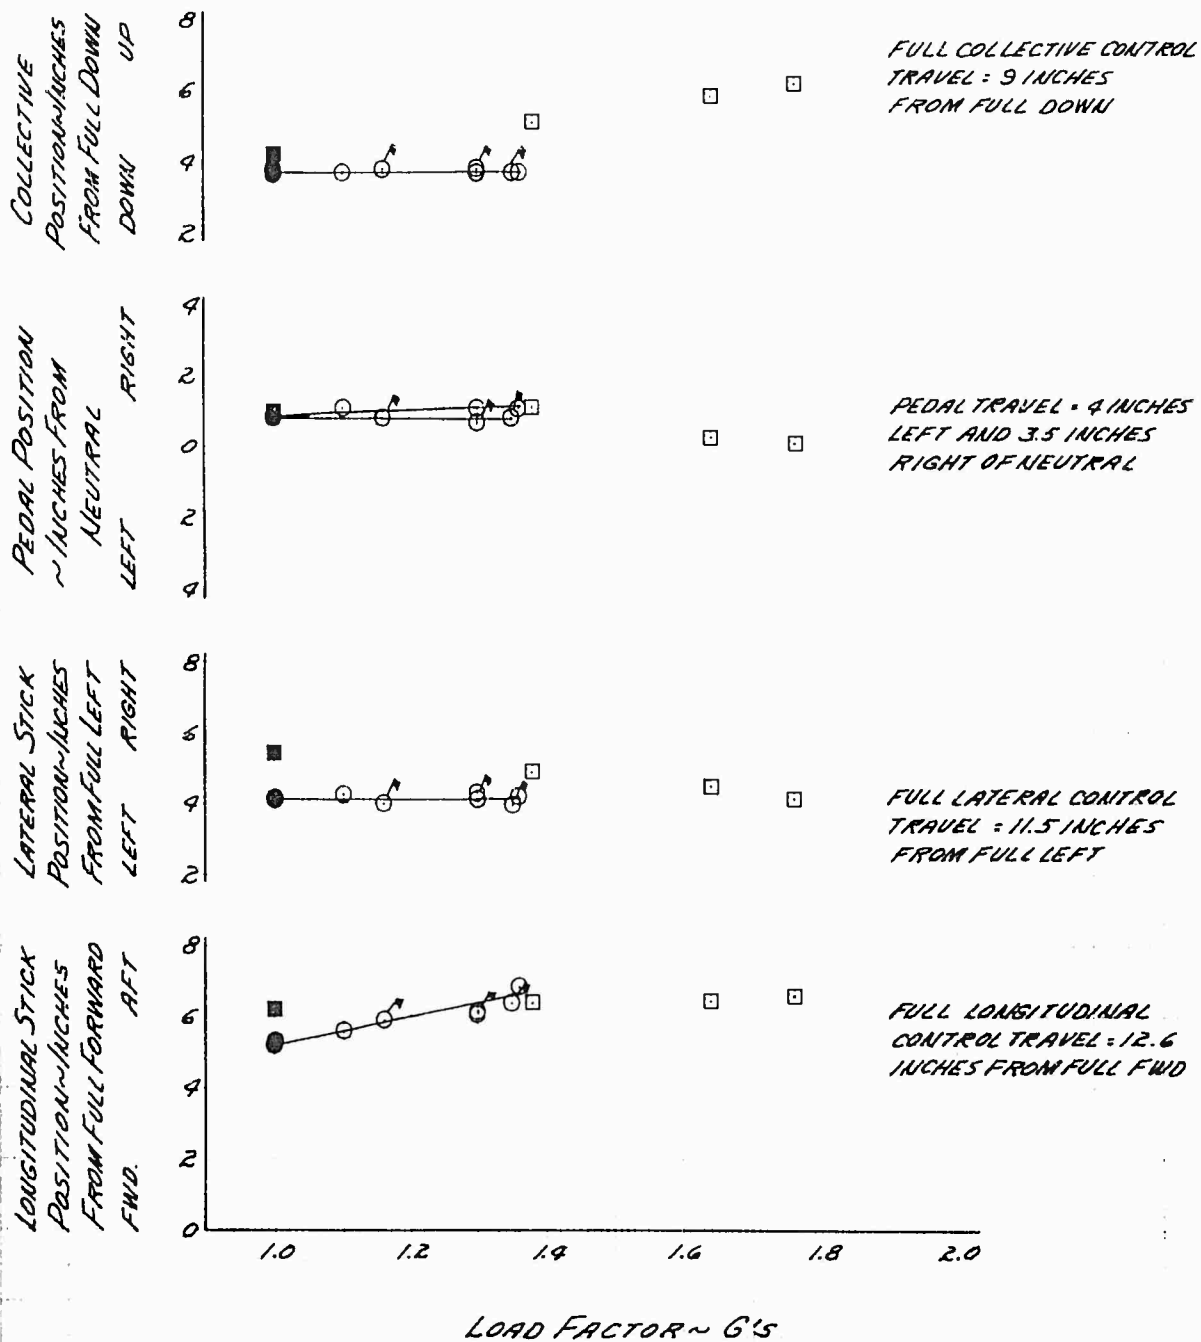 COLLECTIVE
POSITION~INCHES
FROM FULL DOWN
DOWN UP
8
6
4
2
FULL COLLECTIVE CONTROL
TRAVEL = 9 INCHES
FROM FULL DOWN
PEDAL POSITION
~INCHES FROM
NEUTRAL
LEFT RIGHT
4
2
0
2
4
PEDAL TRAVEL = 4 INCHES
LEFT AND 3.5 INCHES
RIGHT OF NEUTRAL
LATERAL STICK
POSITION~INCHES
FROM FULL LEFT
LEFT RIGHT
8
6
4
2
FULL LATERAL CONTROL
TRAVEL = 11.5 INCHES
FROM FULL LEFT
LONGITUDINAL STICK
POSITION~INCHES
FROM FULL FORWARD
FWD. AFT
8
6
4
2
0
FULL LONGITUDINAL
CONTROL TRAVEL = 12.6
INCHES FROM FULL FWD
1.0 1.2 1.4 1.6 1.8 2.0
LOAD FACTOR ~ G'S